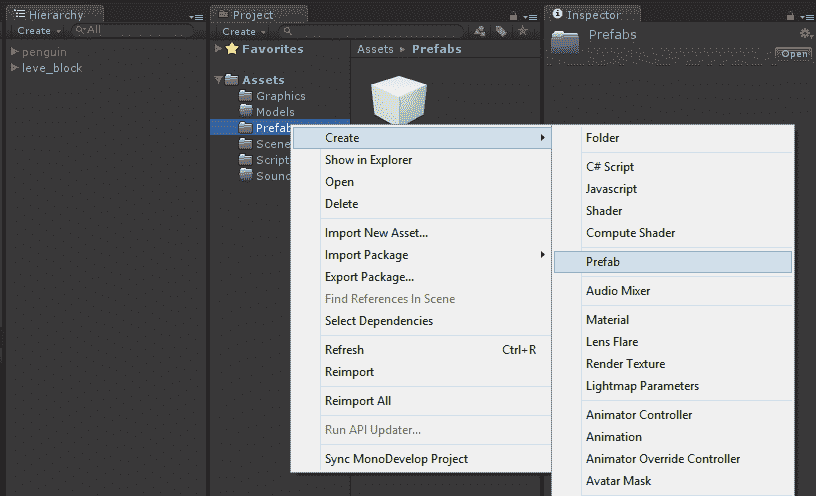 Hierarchy
Create
All
penguin
leve_block
Project
Create
Favorites
Assets
Graphics
Models
Prefab
Scene
Script
Sound
Assets ▸ Prefabs
Create
Show in Explorer
Open
Delete
Import New Asset...
Import Package
Export Package...
Find References In Scene
Select Dependencies
Refresh Ctrl+R
Reimport
Reimport All
Run API Updater...
Sync MonoDevelop Project
Folder
C# Script
Javascript
Shader
Compute Shader
Prefab
Audio Mixer
Material
Lens Flare
Render Texture
Lightmap Parameters
Animator Controller
Animation
Animator Override Controller
Avatar Mask
Inspector
Prefabs
Open